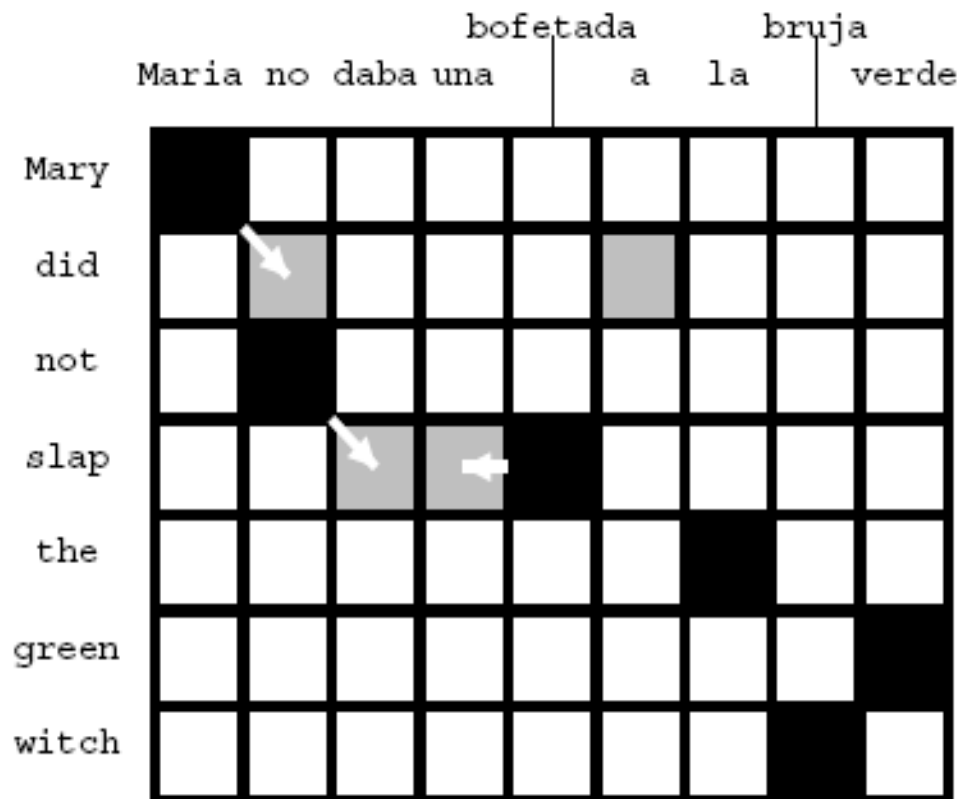 bofetada bruja
Maria no daba una a la verde
Mary
did
not
slap
the
green
witch